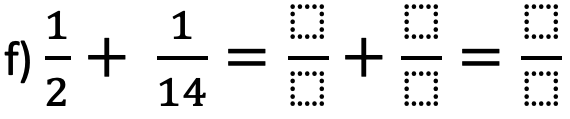 f) 1/2 + 1/14 = ⬚/⬚ + ⬚/⬚ = ⬚/⬚